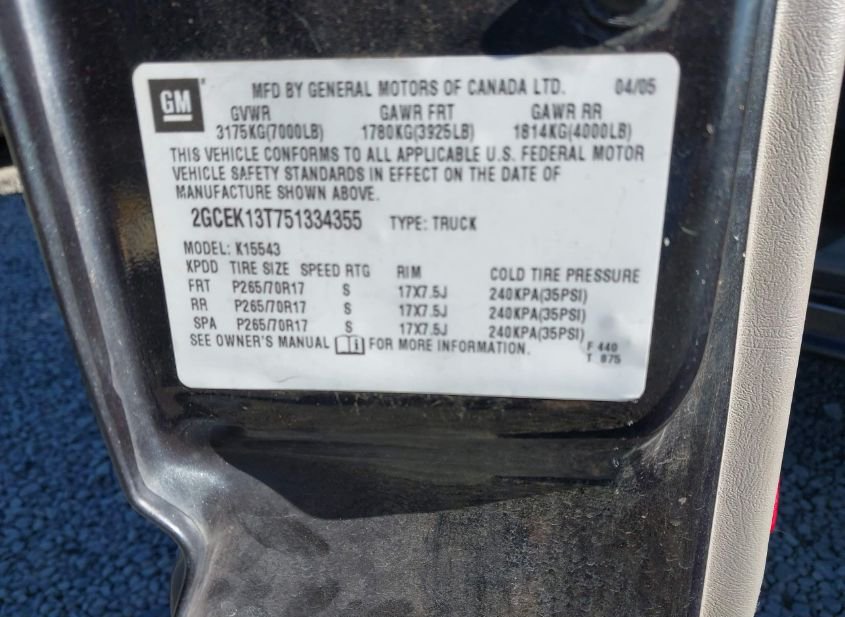 GM
MFD BY GENERAL MOTORS OF CANADA LTD. 04/05
GVWR GAWR FRT GAWR RR
3175KG(7000LB) 1780KG(3925LB) 1814KG(4000LB)
THIS VEHICLE CONFORMS TO ALL APPLICABLE U.S. FEDERAL MOTOR
VEHICLE SAFETY STANDARDS IN EFFECT ON THE DATE OF
MANUFACTURE SHOWN ABOVE.
2GCEK13T751334355 TYPE: TRUCK
MODEL: K15543
KPDD TIRE SIZE SPEED RTG RIM COLD TIRE PRESSURE
FRT P265/70R17 S 17X7.5J 240KPA(35PSI)
RR P265/70R17 S 17X7.5J 240KPA(35PSI)
SPA P265/70R17 S 17X7.5J 240KPA(35PSI)
SEE OWNER'S MANUAL i FOR MORE INFORMATION.
F 440
T 875